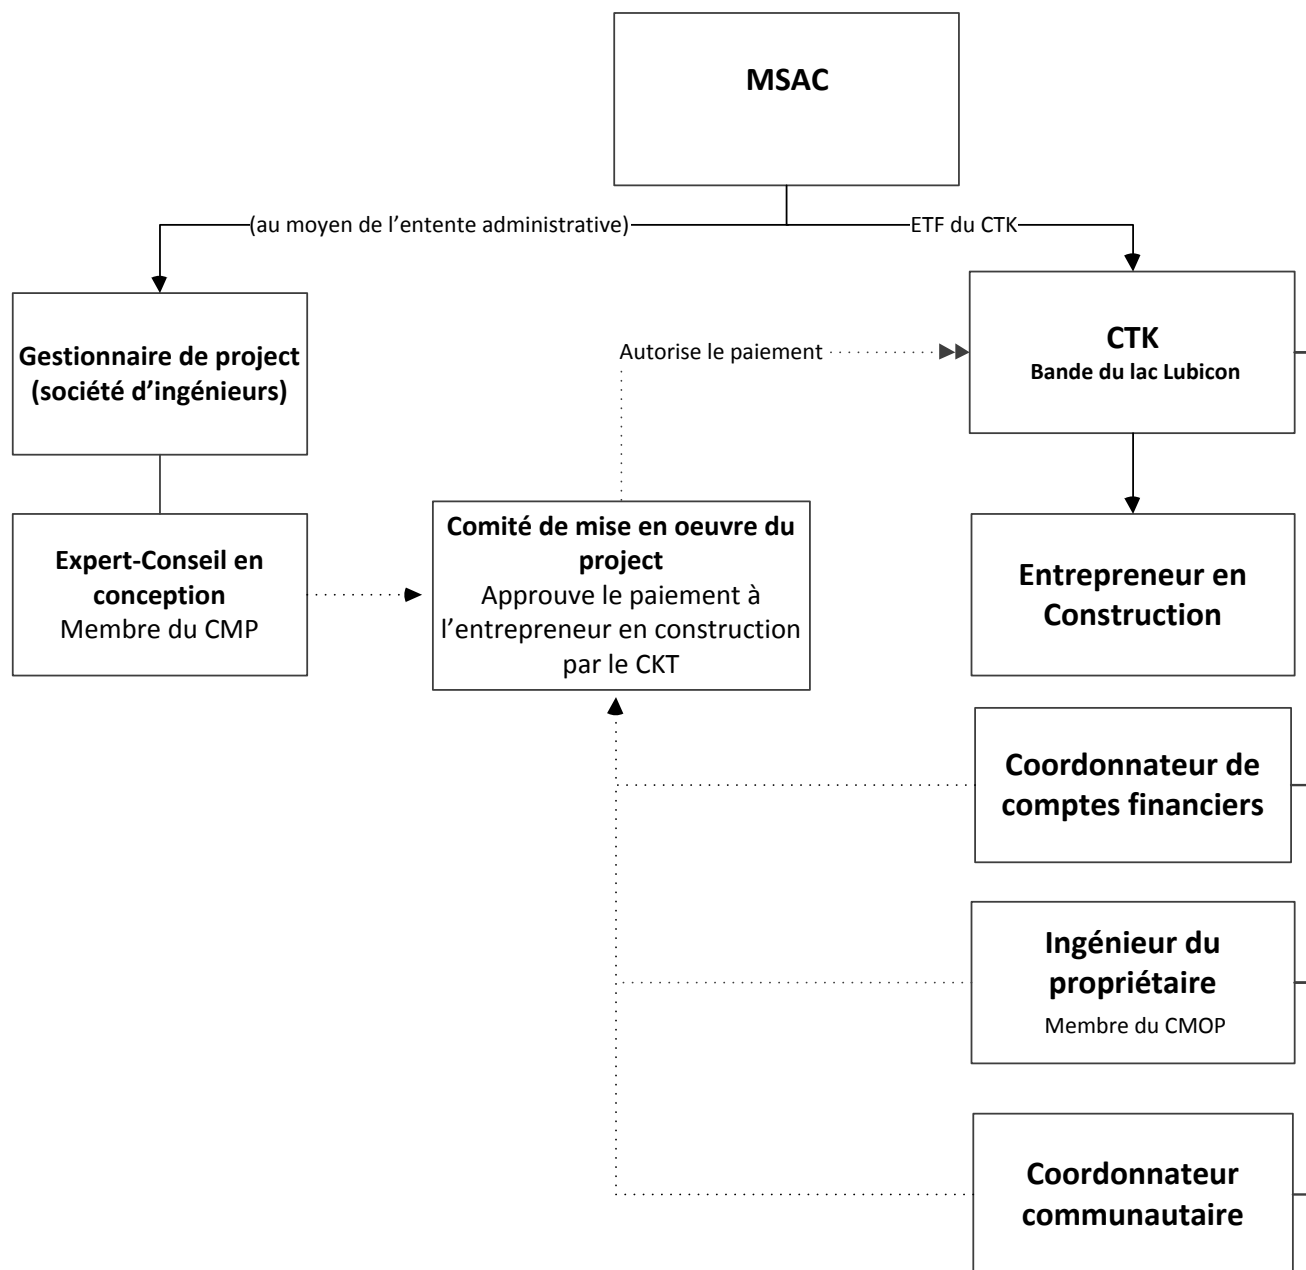 MSAC
(au moyen de l’entente administrative)
ETF du CTK
Gestionnaire de project
(société d’ingénieurs)
Autorise le paiement
CTK
Bande du lac Lubicon
Expert-Conseil en
conception
Membre du CMP
Comité de mise en oeuvre du
project
Approuve le paiement à
l’entrepreneur en construction
par le CKT
Entrepreneur en
Construction
Coordonnateur de
comptes financiers
Ingénieur du
propriétaire
Membre du CMOP
Coordonnateur
communautaire